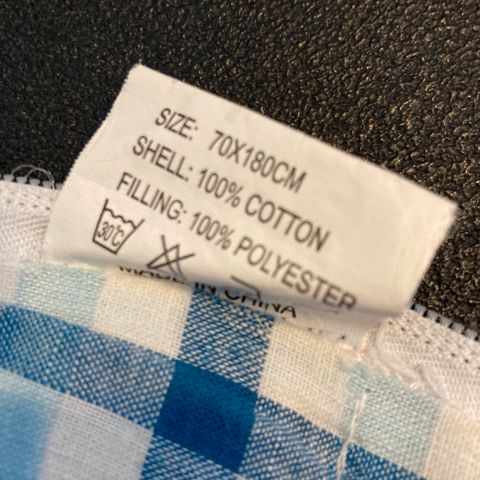 SIZE: 70X180CM
SHELL: 100% COTTON
FILLING: 100% POLYESTER
30°C
MADE IN CHINA